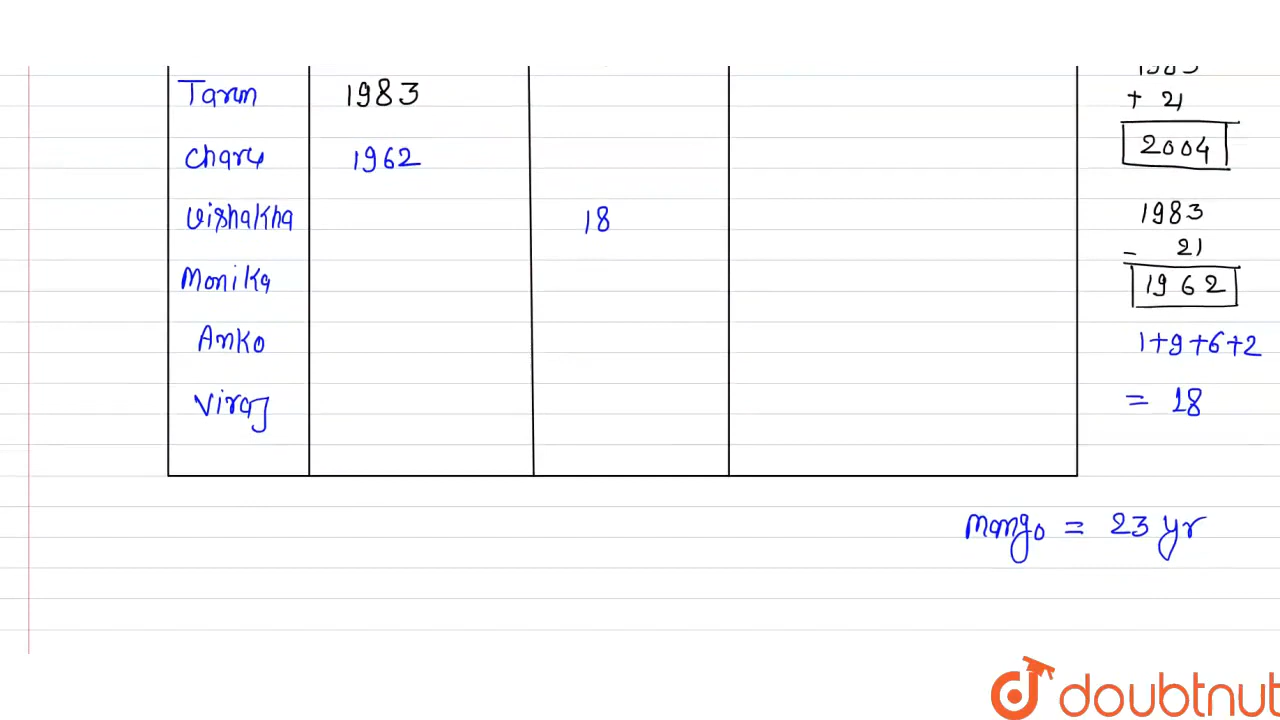 Tarun 1983
+ 21
Charu 1962
2004
Vishakha 18
1983
- 21
Monika
1962
Anko
1+9+6+2
Viraj
= 18
Mango = 23 yr
doubtnut